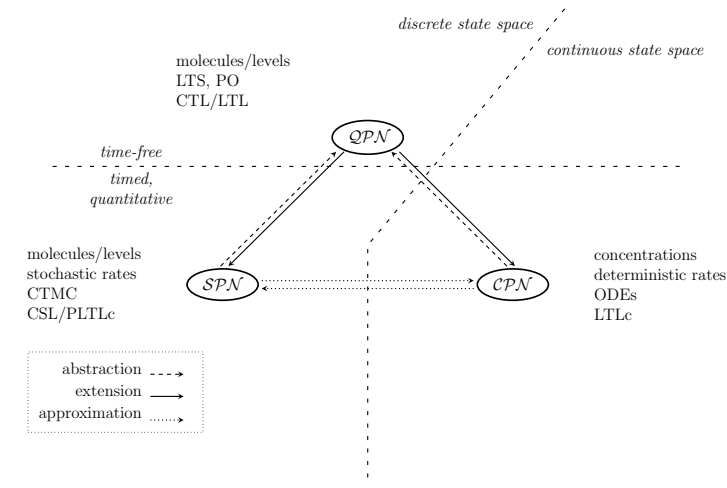 discrete state space
continuous state space
molecules/levels
LTS, PO
CTL/LTL
QPN
time-free
timed,
quantitative
molecules/levels
stochastic rates
CTMC
CSL/PLTLc
SPN
CPN
concentrations
deterministic rates
ODEs
LTLc
abstraction
extension
approximation